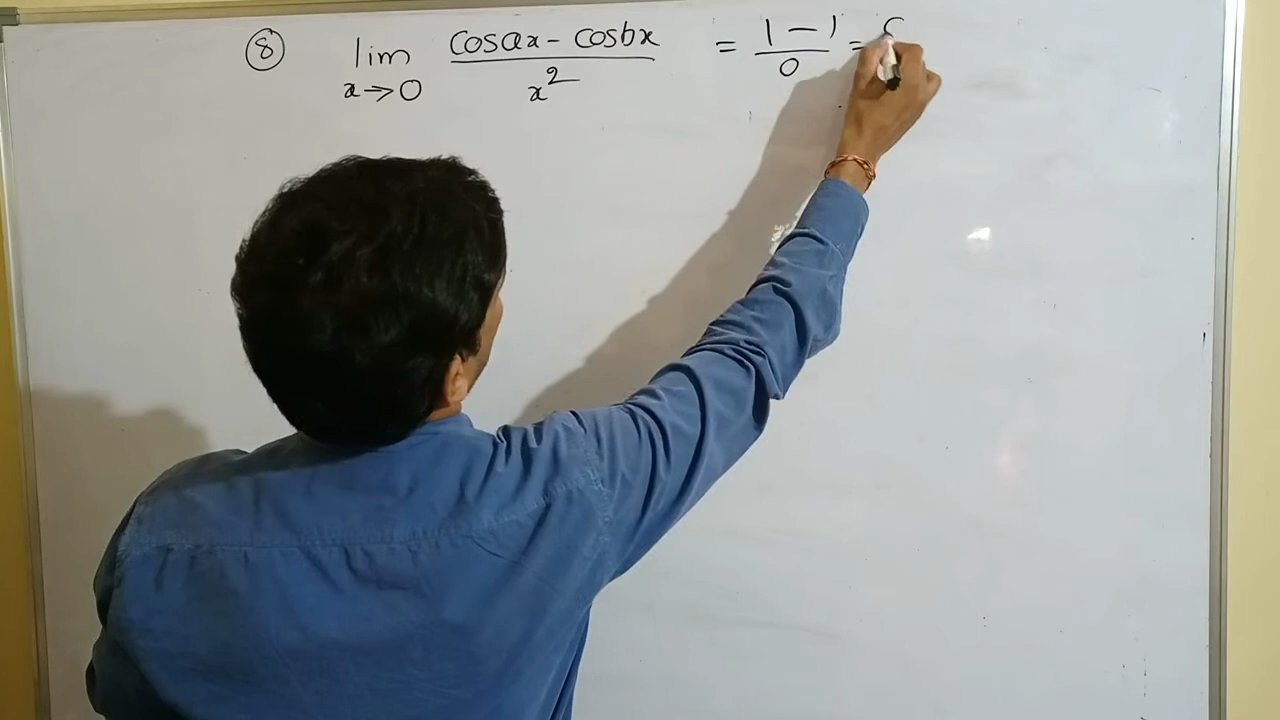 ⑧ lim x→0 (cosax - cosbx)/x² = (1 - 1)/0 =